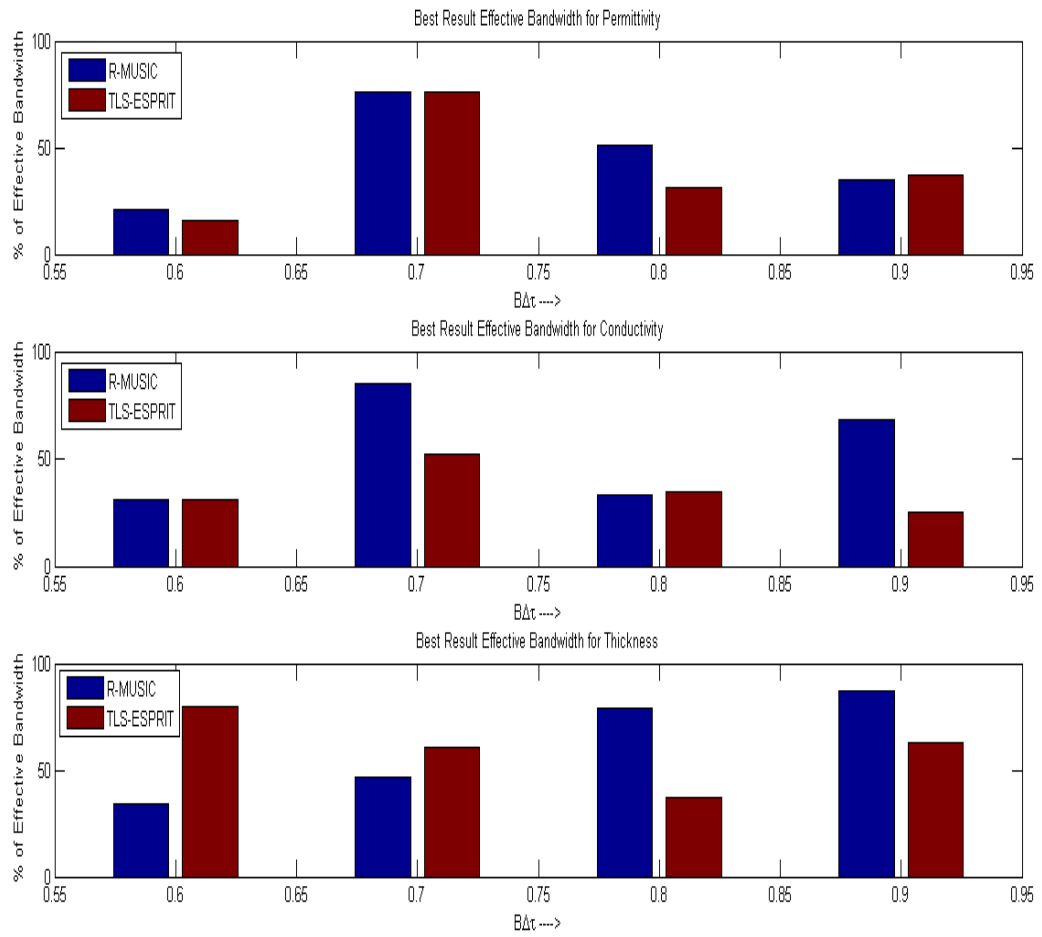 Best Result Effective Bandwidth for Permittivity
% of Effective Bandwidth
100
50
0
R-MUSIC
TLS-ESPRIT
0.55 0.6 0.65 0.7 0.75 0.8 0.85 0.9 0.95
BΔτ ---->
Best Result Effective Bandwidth for Conductivity
% of Effective Bandwidth
100
50
0
R-MUSIC
TLS-ESPRIT
0.55 0.6 0.65 0.7 0.75 0.8 0.85 0.9 0.95
BΔτ ---->
Best Result Effective Bandwidth for Thickness
% of Effective Bandwidth
100
50
0
R-MUSIC
TLS-ESPRIT
0.55 0.6 0.65 0.7 0.75 0.8 0.85 0.9 0.95
BΔτ ---->